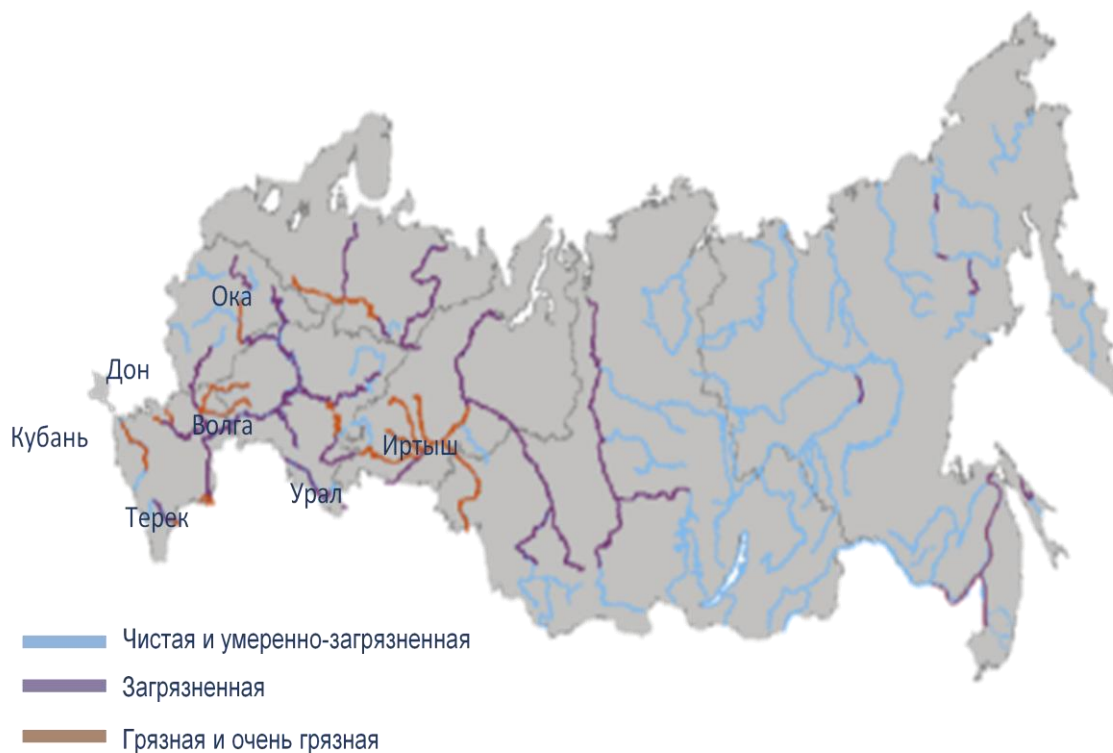 Ока
Дон
Волга
Кубань
Иртыш
Урал
Терек
Чистая и умеренно-загрязненная
Загрязненная
Грязная и очень грязная